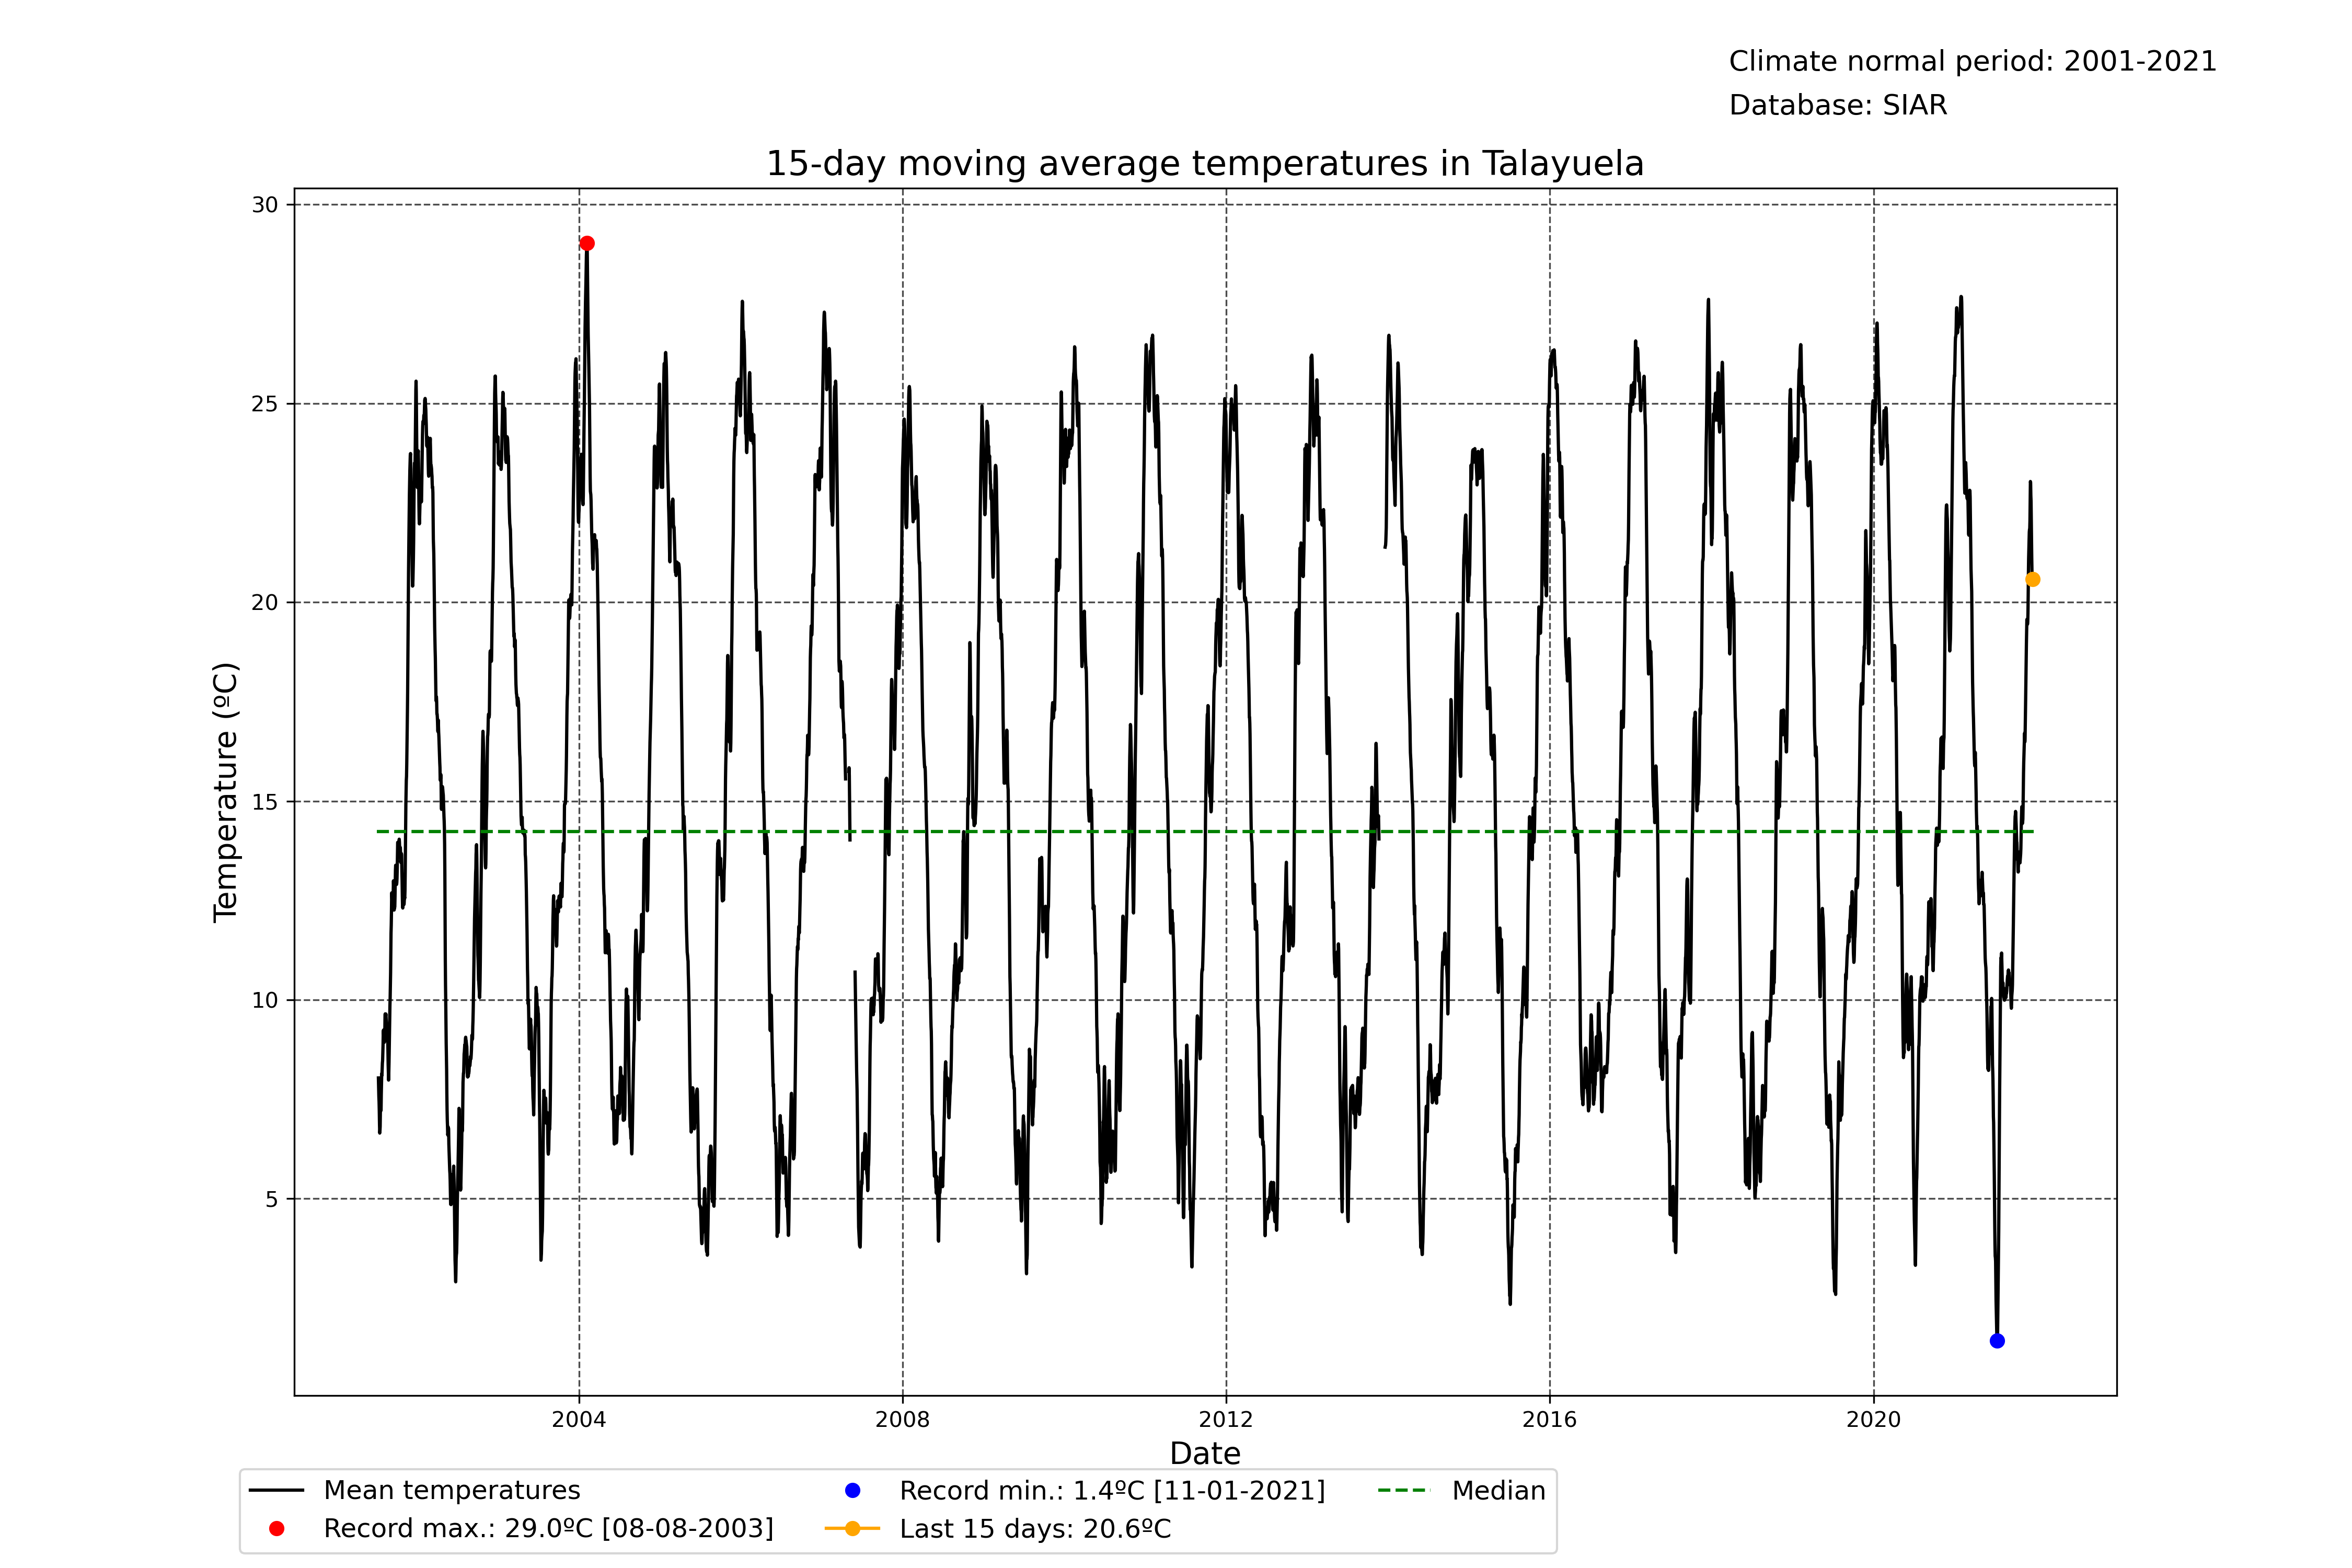 Climate normal period: 2001-2021
Database: SIAR
15-day moving average temperatures in Talayuela
30
25
20
15
10
5
Temperature (ºC)
2004 2008 2012 2016 2020
Date
Mean temperatures
Record max.: 29.0ºC [08-08-2003]
Record min.: 1.4ºC [11-01-2021]
Last 15 days: 20.6ºC
Median